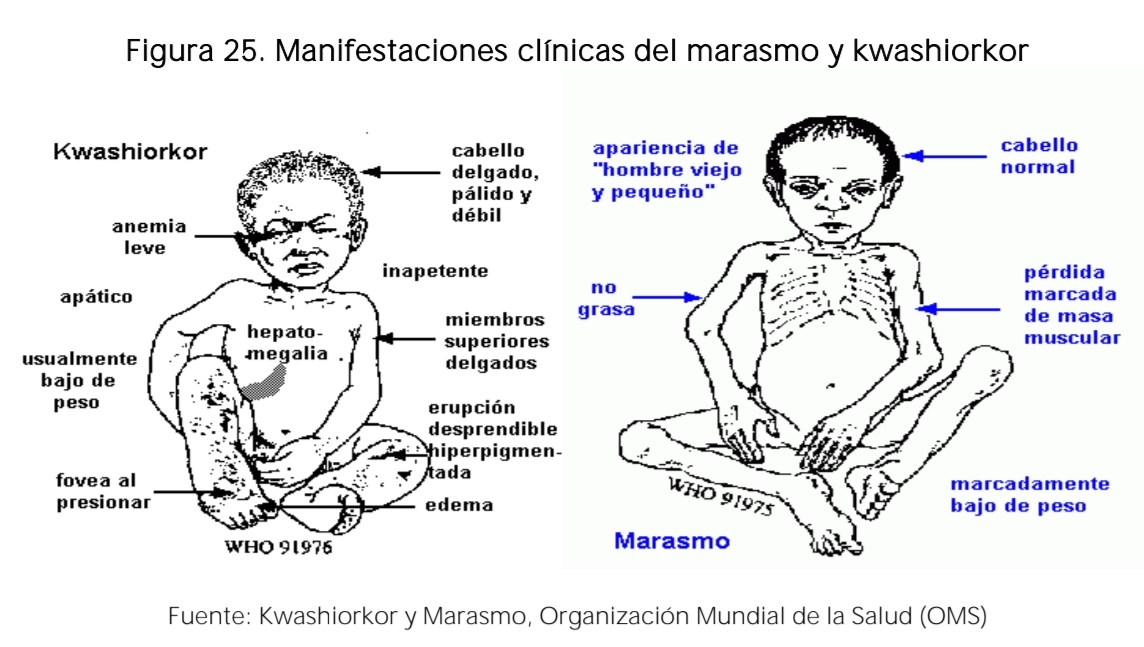 Figura 25. Manifestaciones clínicas del marasmo y kwashiorkor
Kwashiorkor
cabello
delgado,
pálido y
débil
anemia
leve
inapetente
apático
hepato-
megalia
miembros
superiores
delgados
usualmente
bajo de
peso
erupción
desprendible
hiperpigmen-
tada
fovea al
presionar
edema
WHO 91976
apariencia de
"hombre viejo
y pequeño"
cabello
normal
no
grasa
pérdida
marcada
de masa
muscular
marcadamente
bajo de peso
WHO 91975
Marasmo
Fuente: Kwashiorkor y Marasmo, Organización Mundial de la Salud (OMS)